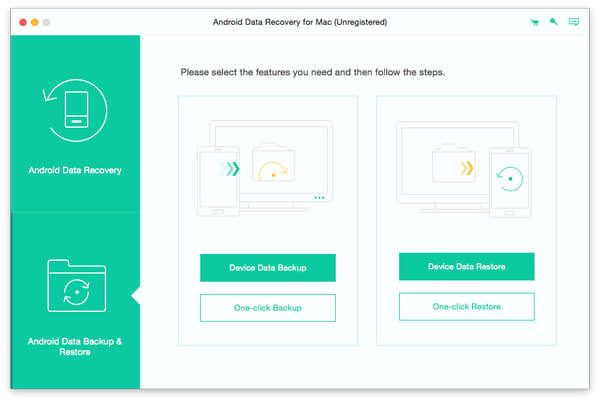 Android Data Recovery for Mac (Unregistered)
Please select the features you need and then follow the steps.
Android Data Recovery
Android Data Backup &
Restore
Device Data Backup
One-click Backup
Device Data Restore
One-click Restore